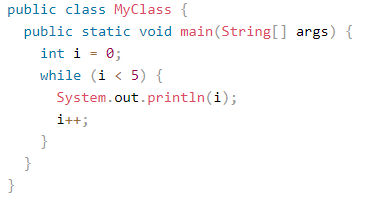 public class MyClass {
  public static void main(String[] args) {
    int i = 0;
    while (i < 5) {
      System.out.println(i);
      i++;
    }
  }
}